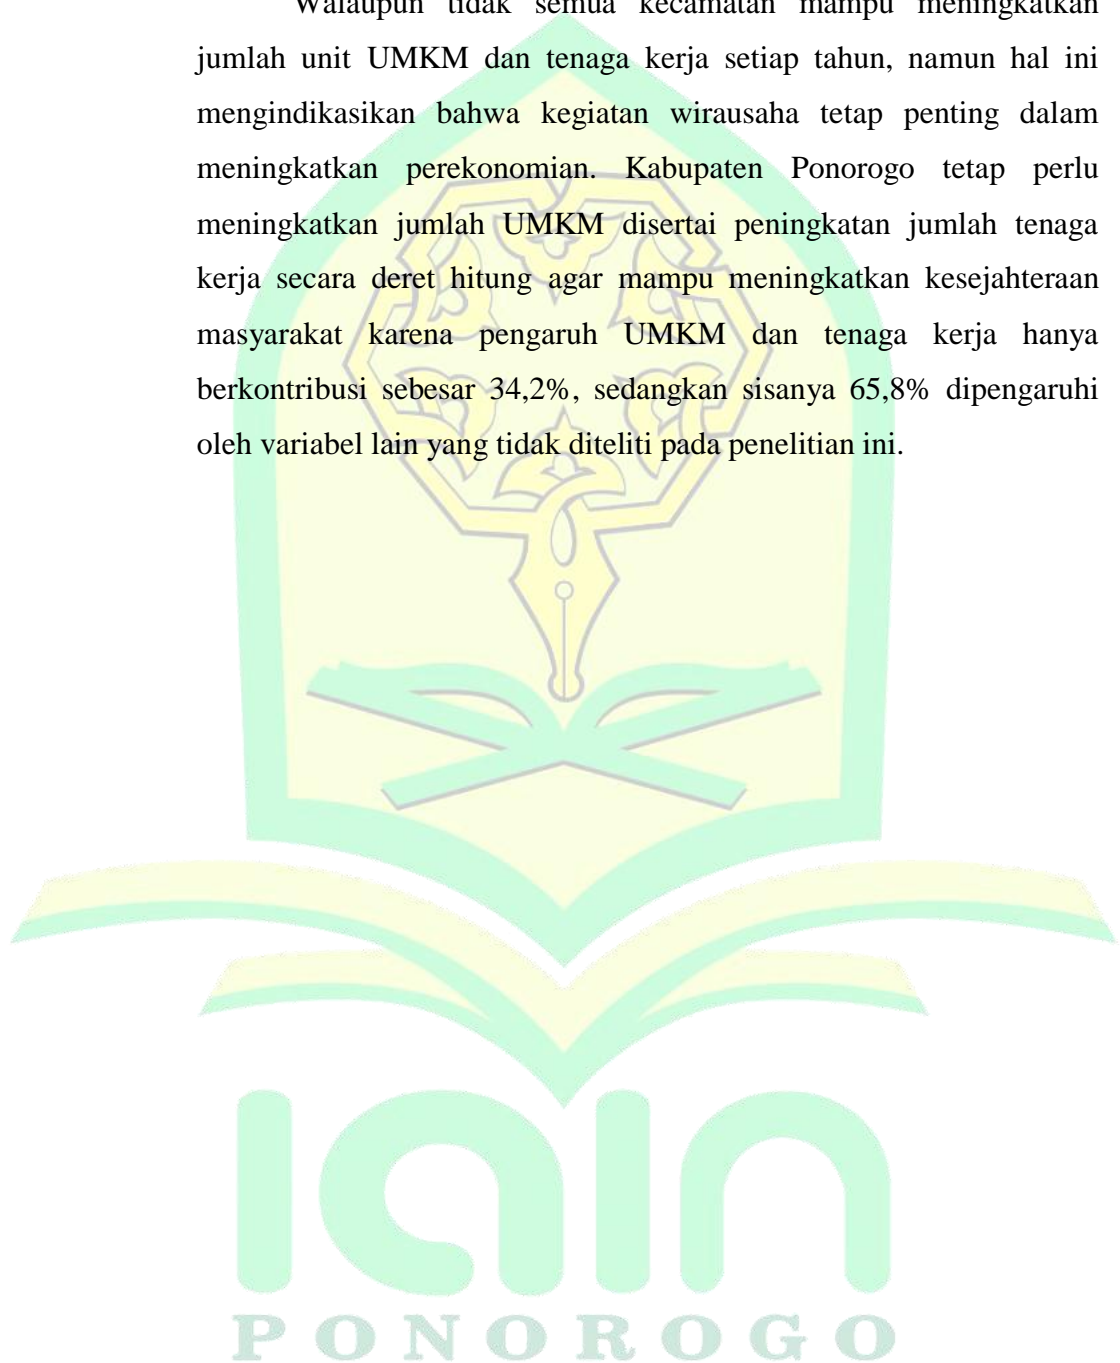 Walaupun tidak semua kecamatan mampu meningkatkan
jumlah unit UMKM dan tenaga kerja setiap tahun, namun hal ini
mengindikasikan bahwa kegiatan wirausaha tetap penting dalam
meningkatkan perekonomian. Kabupaten Ponorogo tetap perlu
meningkatkan jumlah UMKM disertai peningkatan jumlah tenaga
kerja secara deret hitung agar mampu meningkatkan kesejahteraan
masyarakat karena pengaruh UMKM dan tenaga kerja hanya
berkontribusi sebesar 34,2%, sedangkan sisanya 65,8% dipengaruhi
oleh variabel lain yang tidak diteliti pada penelitian ini.
iain
PONOROGO